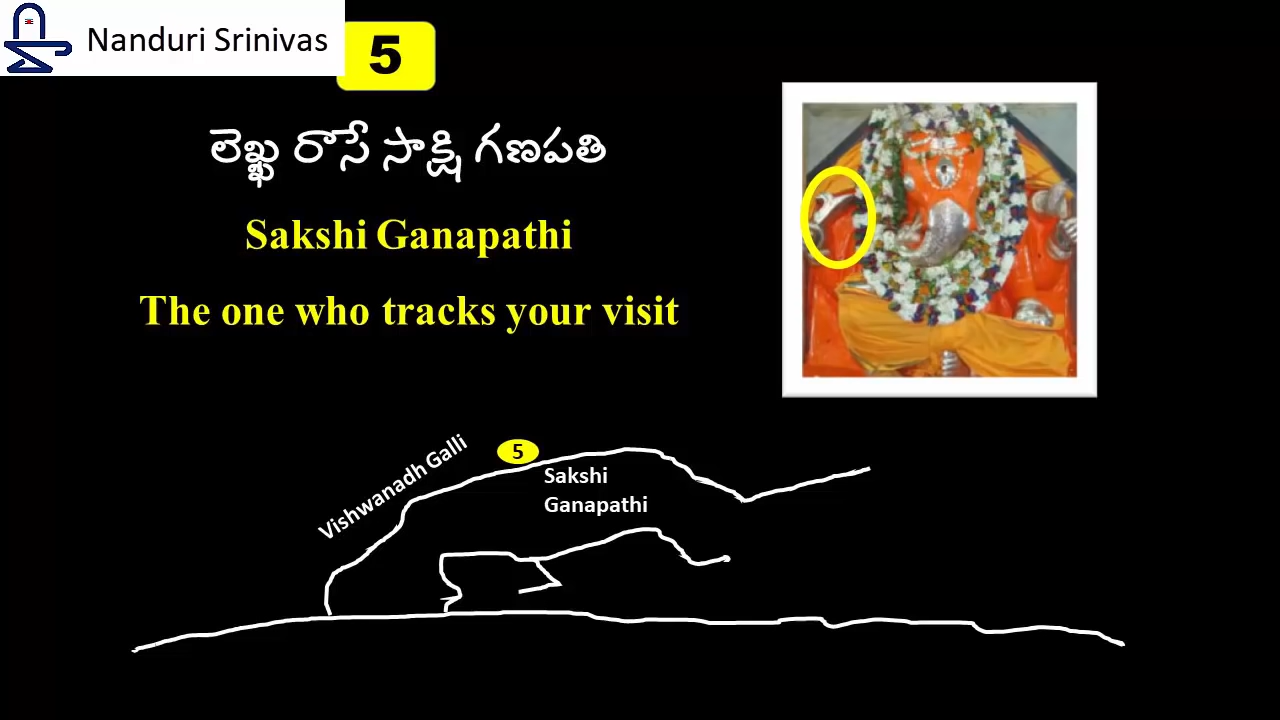 Nanduri Srinivas
5
లెఖ్ఖ రాసే సాక్షి గణపతి
Sakshi Ganapathi
The one who tracks your visit
Vishwanadh Galli
5
Sakshi
Ganapathi